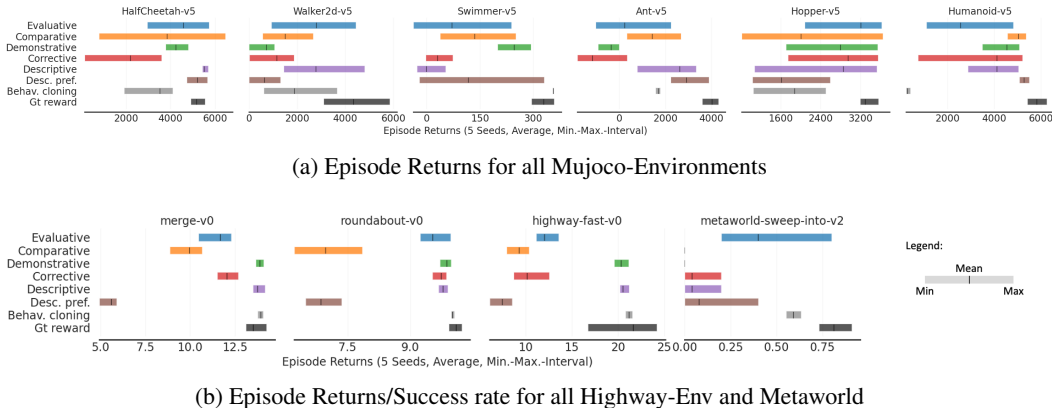 HalfCheetah-v5 Walker2d-v5 Swimmer-v5 Ant-v5 Hopper-v5 Humanoid-v5
Evaluative
Comparative
Demonstrative
Corrective
Descriptive
Desc. pref.
Behav. cloning
Gt reward
2000 4000 6000 0 2000 4000 6000 0 150 300 0 2000 4000 1600 2400 3200 2000 4000 6000
Episode Returns (5 Seeds, Average, Min.-Max.-Interval)
(a) Episode Returns for all Mujoco-Environments
merge-v0 roundabout-v0 highway-fast-v0 metaworld-sweep-into-v2
Evaluative
Comparative
Demonstrative
Corrective
Descriptive
Desc. pref.
Behav. cloning
Gt reward
5.0 7.5 10.0 12.5 7.5 9.0 10 15 20 25 0.00 0.25 0.50 0.75
Episode Returns (5 Seeds, Average, Min.-Max.-Interval)
Legend:
Mean
Min Max
(b) Episode Returns/Success rate for all Highway-Env and Metaworld